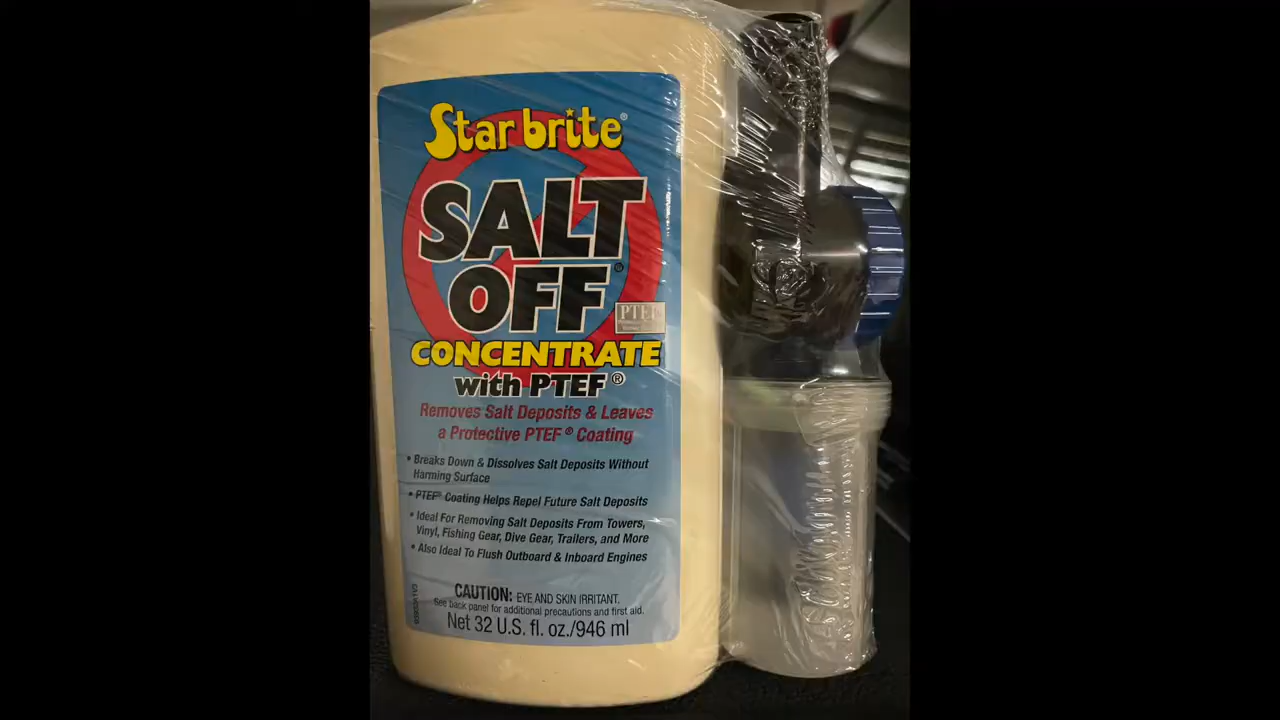 Star brite®
SALT
OFF®
PTEF
CONCENTRATE
with PTEF®
Removes Salt Deposits & Leaves
a Protective PTEF® Coating
• Breaks Down & Dissolves Salt Deposits Without
Harming Surface
• PTEF® Coating Helps Repel Future Salt Deposits
• Ideal For Removing Salt Deposits From Towers,
Vinyl, Fishing Gear, Dive Gear, Trailers, and More
• Also Ideal To Flush Outboard & Inboard Engines
CAUTION: EYE AND SKIN IRRITANT.
See back panel for additional precautions and first aid.
Net 32 U.S. fl. oz./946 ml